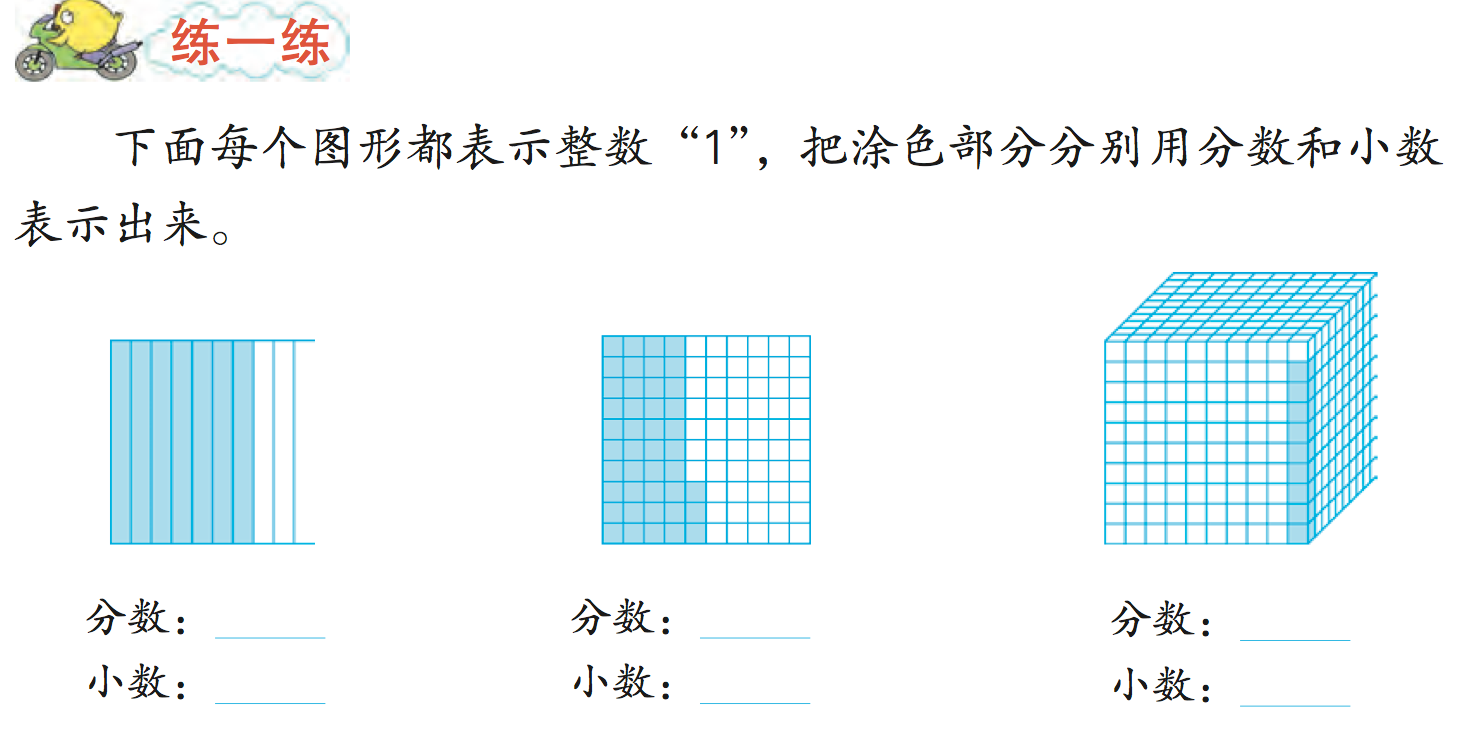 练一练
下面每个图形都表示整数“1”，把涂色部分分别用分数和小数
表示出来。
分数：
分数：
分数：
小数：
小数：
小数：